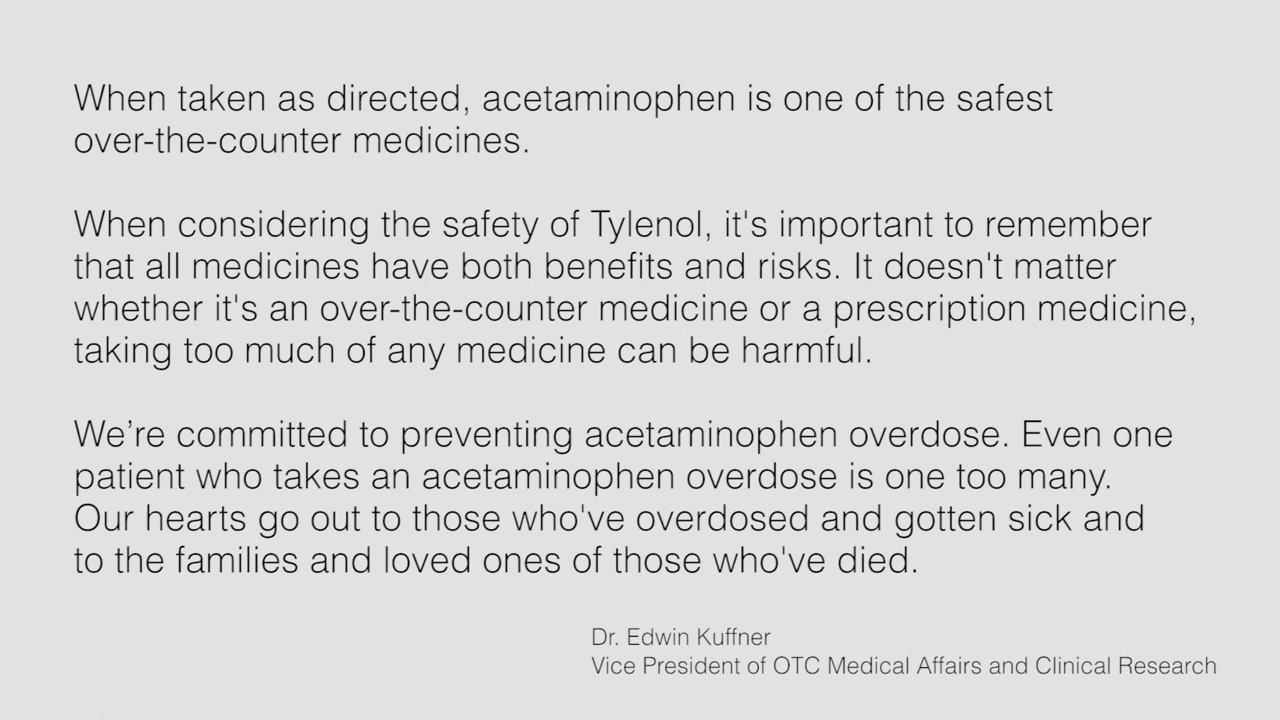 When taken as directed, acetaminophen is one of the safest
over-the-counter medicines.
When considering the safety of Tylenol, it's important to remember
that all medicines have both benefits and risks. It doesn't matter
whether it's an over-the-counter medicine or a prescription medicine,
taking too much of any medicine can be harmful.
We’re committed to preventing acetaminophen overdose. Even one
patient who takes an acetaminophen overdose is one too many.
Our hearts go out to those who've overdosed and gotten sick and
to the families and loved ones of those who've died.
Dr. Edwin Kuffner
Vice President of OTC Medical Affairs and Clinical Research